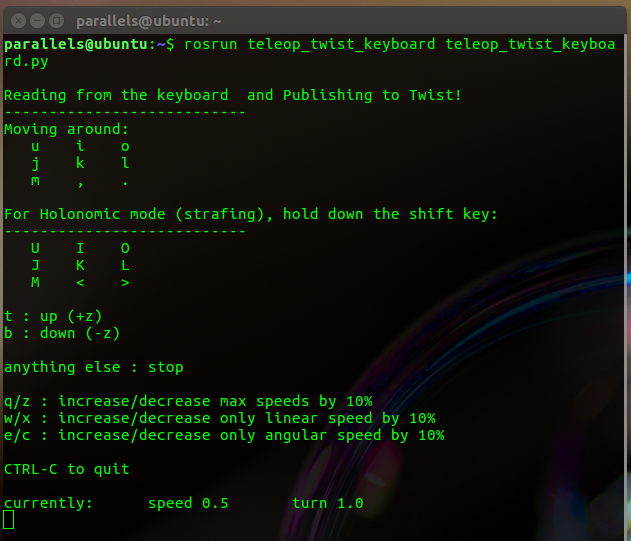 parallels@ubuntu: ~
parallels@ubuntu:~$ rosrun teleop_twist_keyboard teleop_twist_keyboa
rd.py
Reading from the keyboard  and Publishing to Twist!
---------------------------
Moving around:
   u    i    o
   j    k    l
   m    ,    .
For Holonomic mode (strafing), hold down the shift key:
---------------------------
   U    I    O
   J    K    L
   M    <    >
t : up (+z)
b : down (-z)
anything else : stop
q/z : increase/decrease max speeds by 10%
w/x : increase/decrease only linear speed by 10%
e/c : increase/decrease only angular speed by 10%
CTRL-C to quit
currently:      speed 0.5       turn 1.0